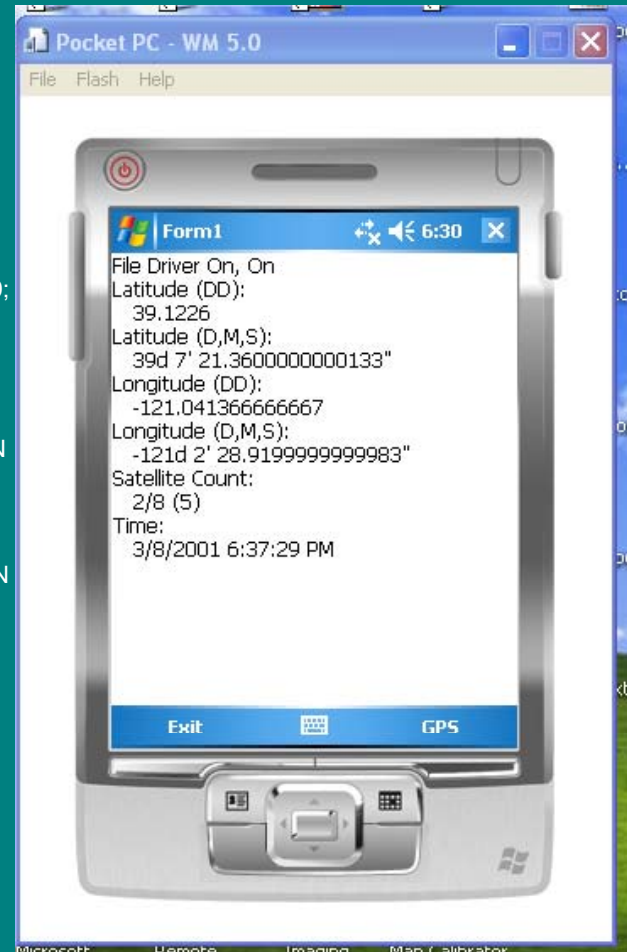 Pocket PC - WM 5.0
File Flash Help
Form1 6:30
File Driver On, On
Latitude (DD):
39.1226
Latitude (D,M,S):
39d 7' 21.3600000000133"
Longitude (DD):
-121.041366666667
Longitude (D,M,S):
-121d 2' 28.9199999999983"
Satellite Count:
2/8 (5)
Time:
3/8/2001 6:37:29 PM
Exit GPS
Microsoft Remote Imaging Map Calibrator